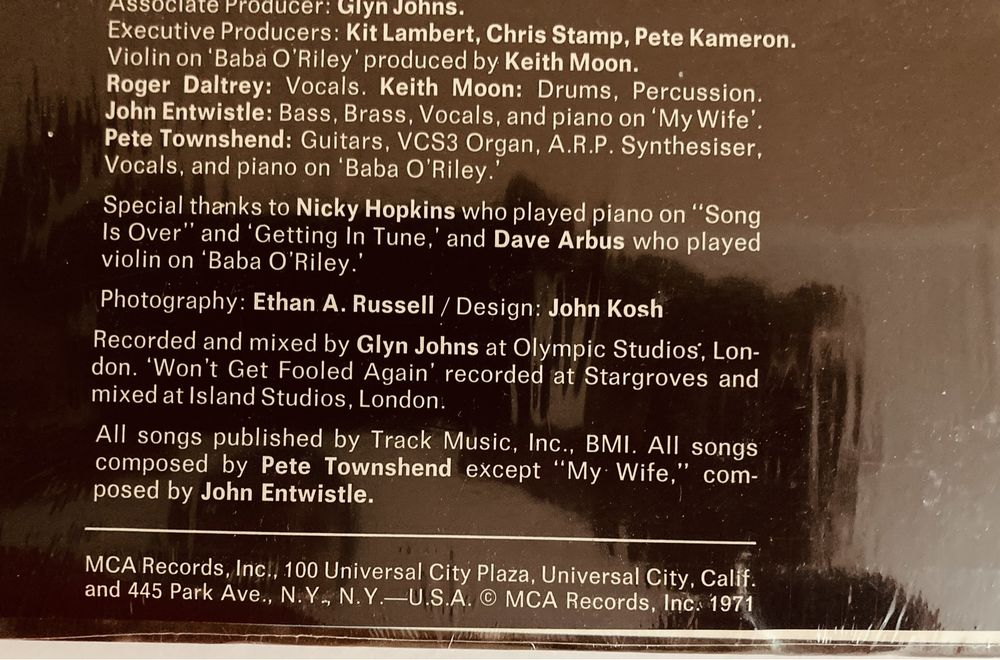 Associate Producer: Glyn Johns.
Executive Producers: Kit Lambert, Chris Stamp, Pete Kameron.
Violin on ‘Baba O’Riley’ produced by Keith Moon.
Roger Daltrey: Vocals. Keith Moon: Drums, Percussion.
John Entwistle: Bass, Brass, Vocals, and piano on ‘My Wife’.
Pete Townshend: Guitars, VCS3 Organ, A.R.P. Synthesiser,
Vocals, and piano on ‘Baba O’Riley.’
Special thanks to Nicky Hopkins who played piano on “Song
Is Over” and ‘Getting In Tune,’ and Dave Arbus who played
violin on ‘Baba O’Riley.’
Photography: Ethan A. Russell / Design: John Kosh
Recorded and mixed by Glyn Johns at Olympic Studios, Lon-
don. ‘Won’t Get Fooled Again’ recorded at Stargroves and
mixed at Island Studios, London.
All songs published by Track Music, Inc., BMI. All songs
composed by Pete Townshend except “My Wife,” com-
posed by John Entwistle.
MCA Records, Inc., 100 Universal City Plaza, Universal City, Calif.
and 445 Park Ave., N.Y., N.Y.—U.S.A. © MCA Records, Inc. 1971